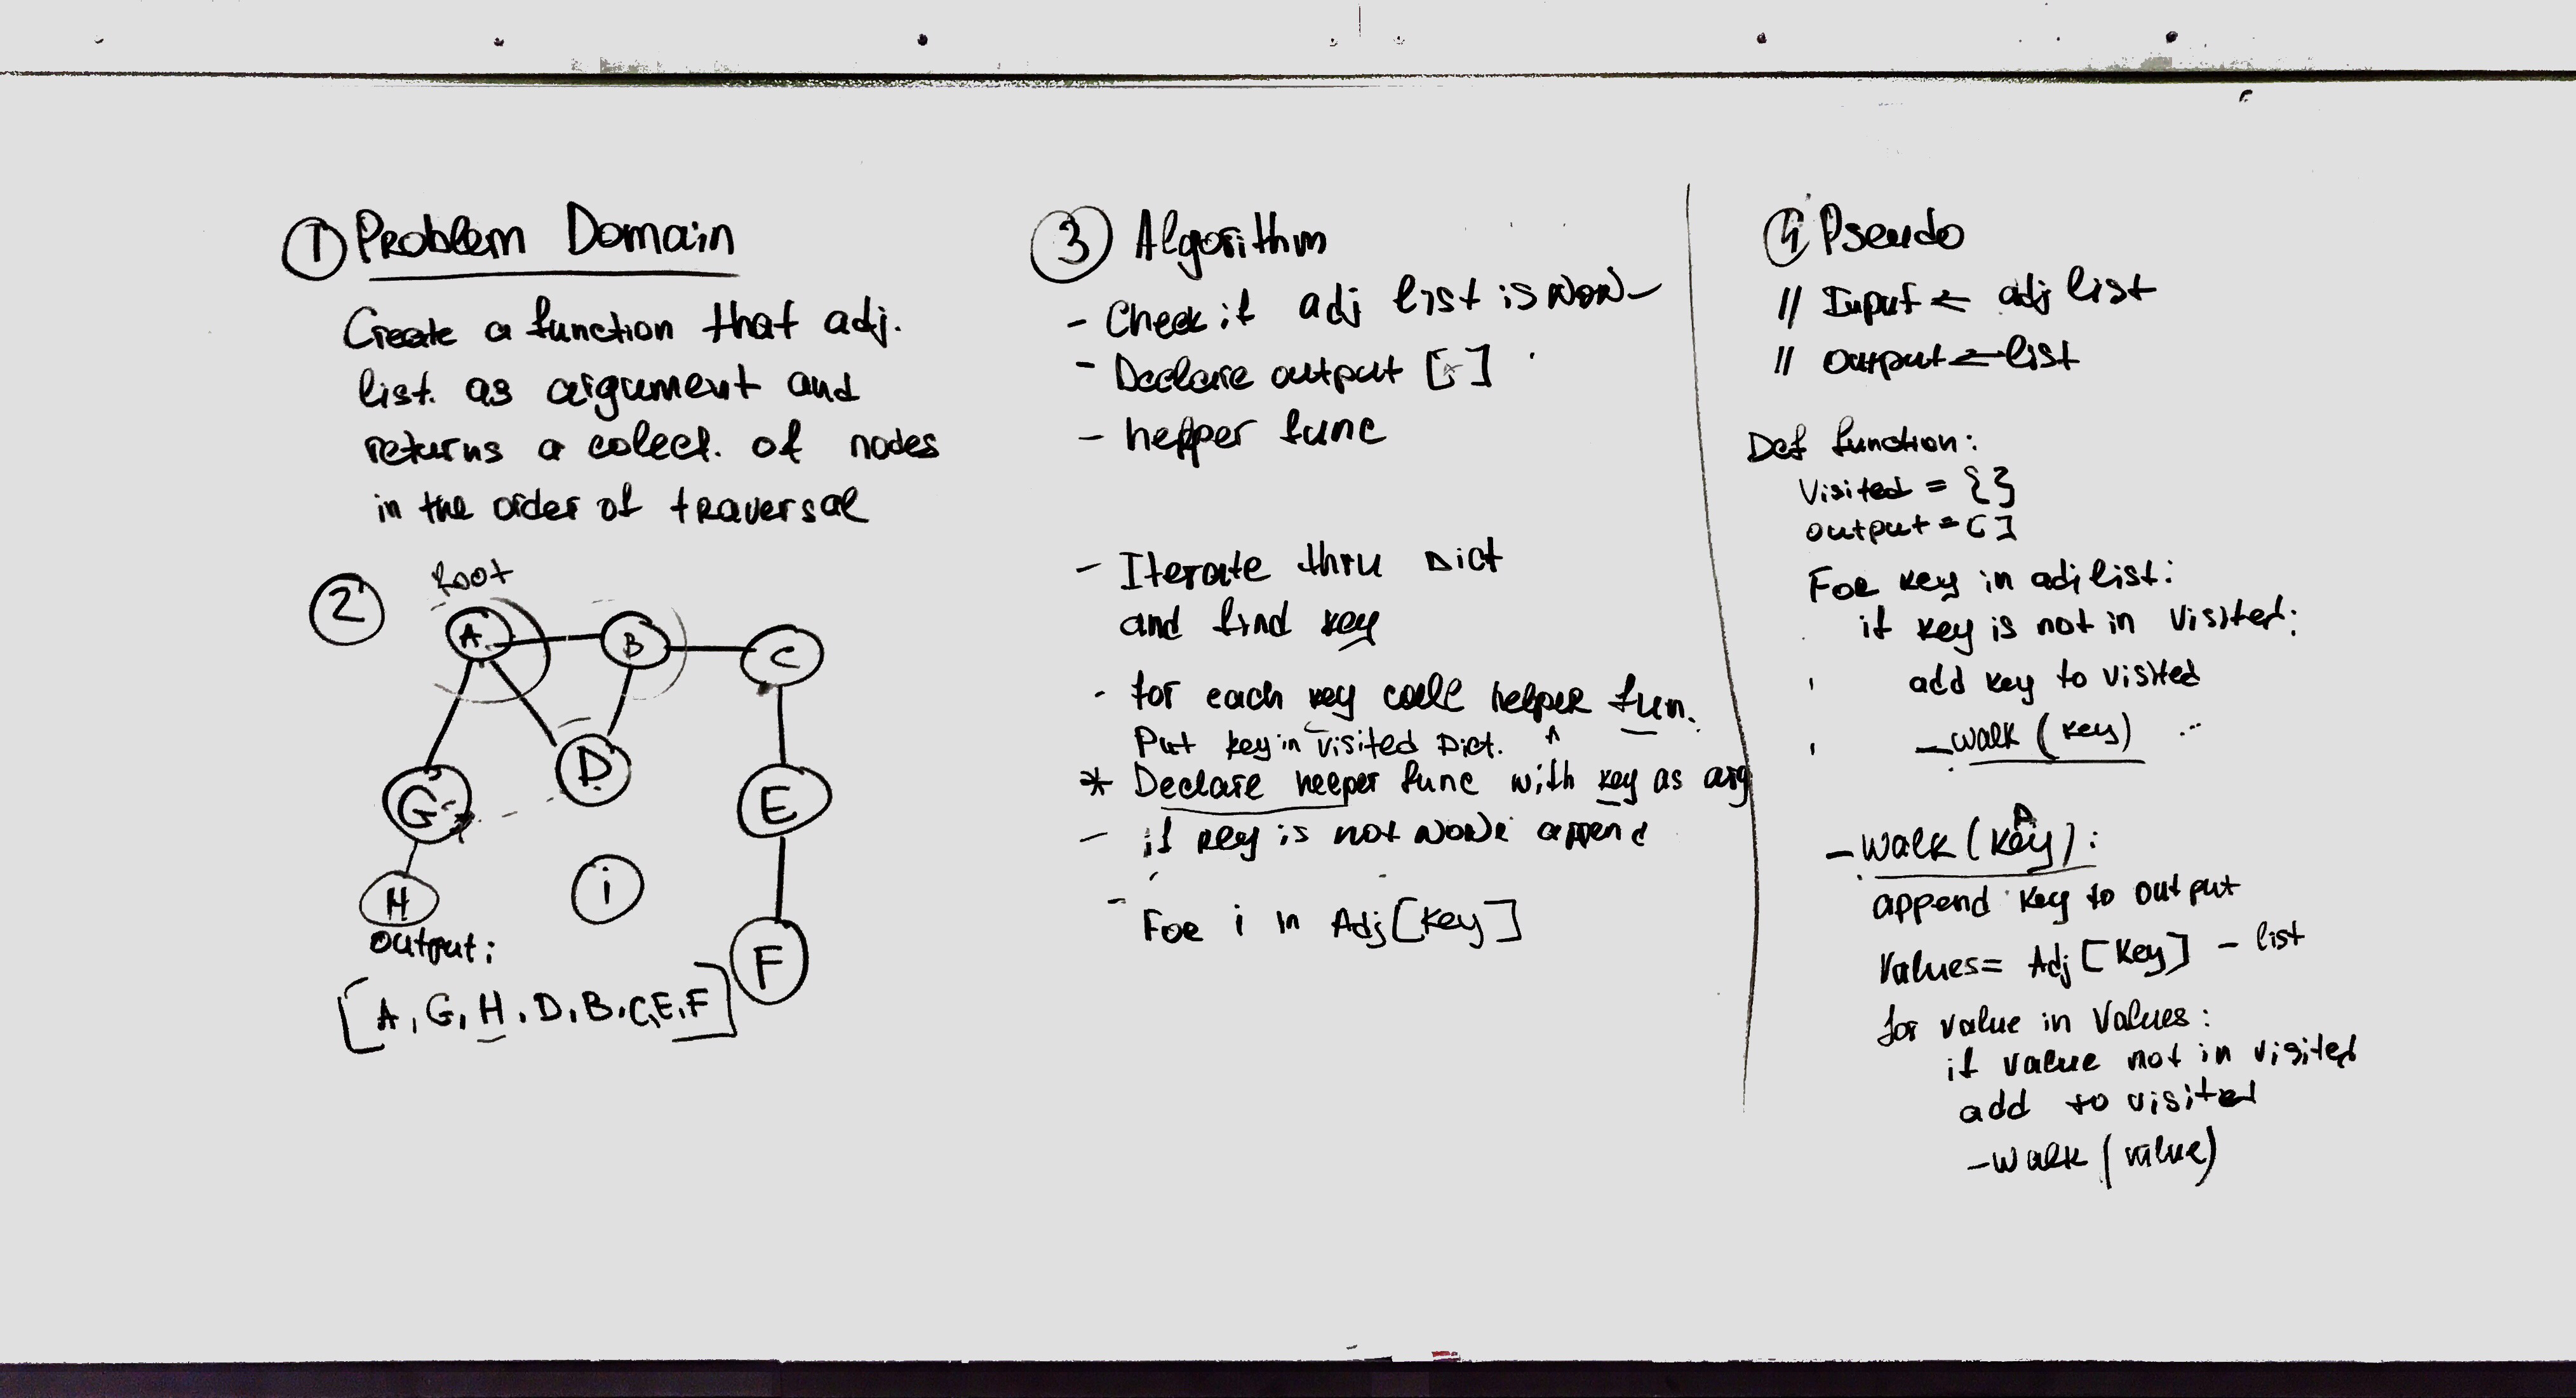 ① Problem Domain
Create a function that adj.
list. as argument and
returns a colect. of nodes
in the order of traversal
②
Root
A
B
C
D
G
E
H
i
F
output:
[A, G, H, D, B, C, E, F]
③ Algorithm
- Check if adj list is NON
- Declare output [ ]
- helper func
- Iterate thru Dict
and find key
- for each key call helper fun.
Put key in visited Dict.
* Declare helper func with key as arg
- if key is not None append
- For i in Adj[key]
④ Pseudo
// Input ← adj list
// output ← list
Def function:
Visited = {}
output = []
For key in adj list:
if key is not in Visited:
add key to visited
_walk (key)
_walk (key):
append key to output
Values = Adj [key] - list
for value in Values:
if value not in visited
add to visited
_walk (value)